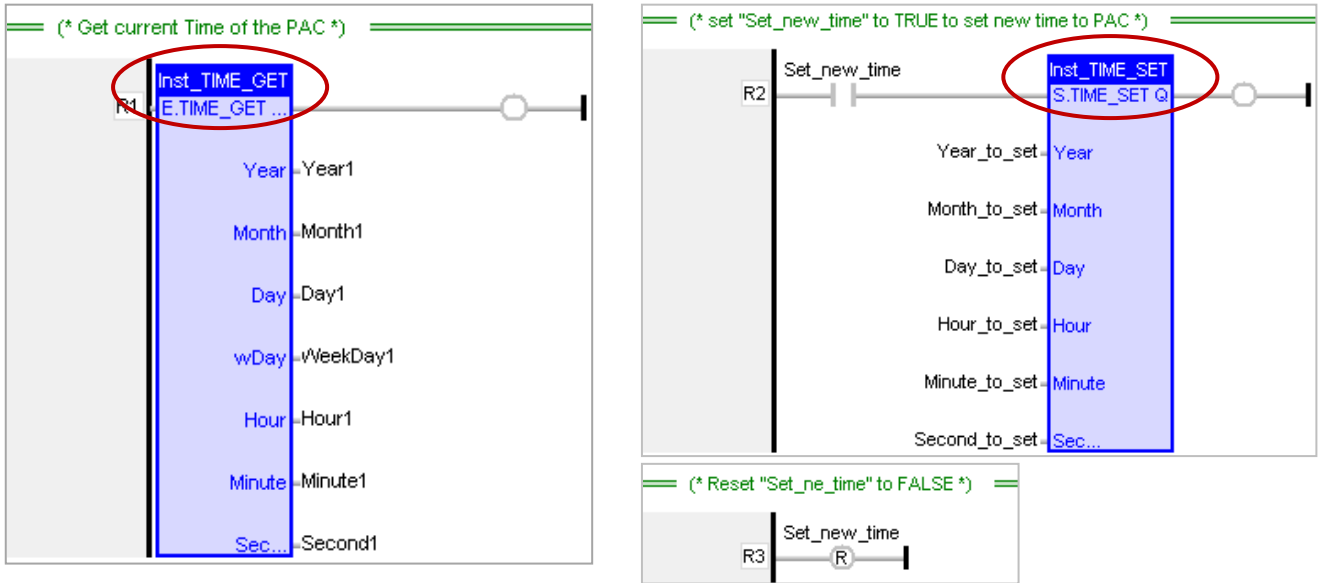 (* Get current Time of the PAC *)
Inst_TIME_GET
R1
E.TIME_GET ...
Year
Year1
Month
Month1
Day
Day1
wDay
WeekDay1
Hour
Hour1
Minute
Minute1
Sec...
Second1
(* set "Set_new_time" to TRUE to set new time to PAC *)
Set_new_time
Inst_TIME_SET
R2
S.TIME_SET Q
Year_to_set
Year
Month_to_set
Month
Day_to_set
Day
Hour_to_set
Hour
Minute_to_set
Minute
Second_to_set
Sec...
(* Reset "Set_ne_time" to FALSE *)
Set_new_time
R3
R